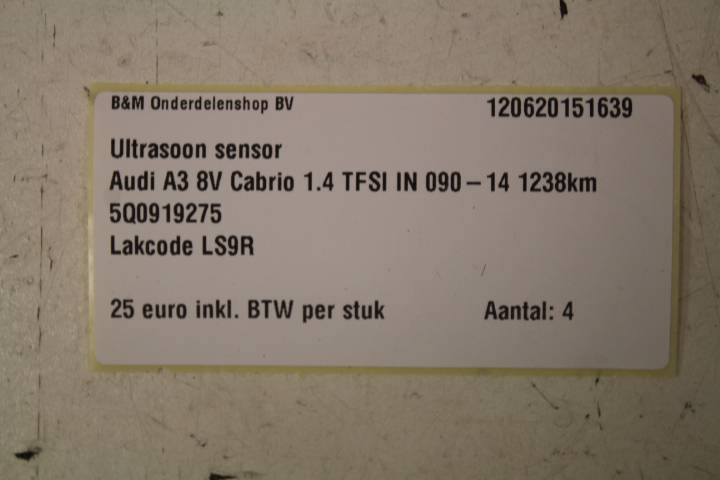 B&M Onderdelenshop BV 120620151639
Ultrasoon sensor
Audi A3 8V Cabrio 1.4 TFSI IN 090-14 1238km
5Q0919275
Lakcode LS9R
25 euro inkl. BTW per stuk Aantal: 4